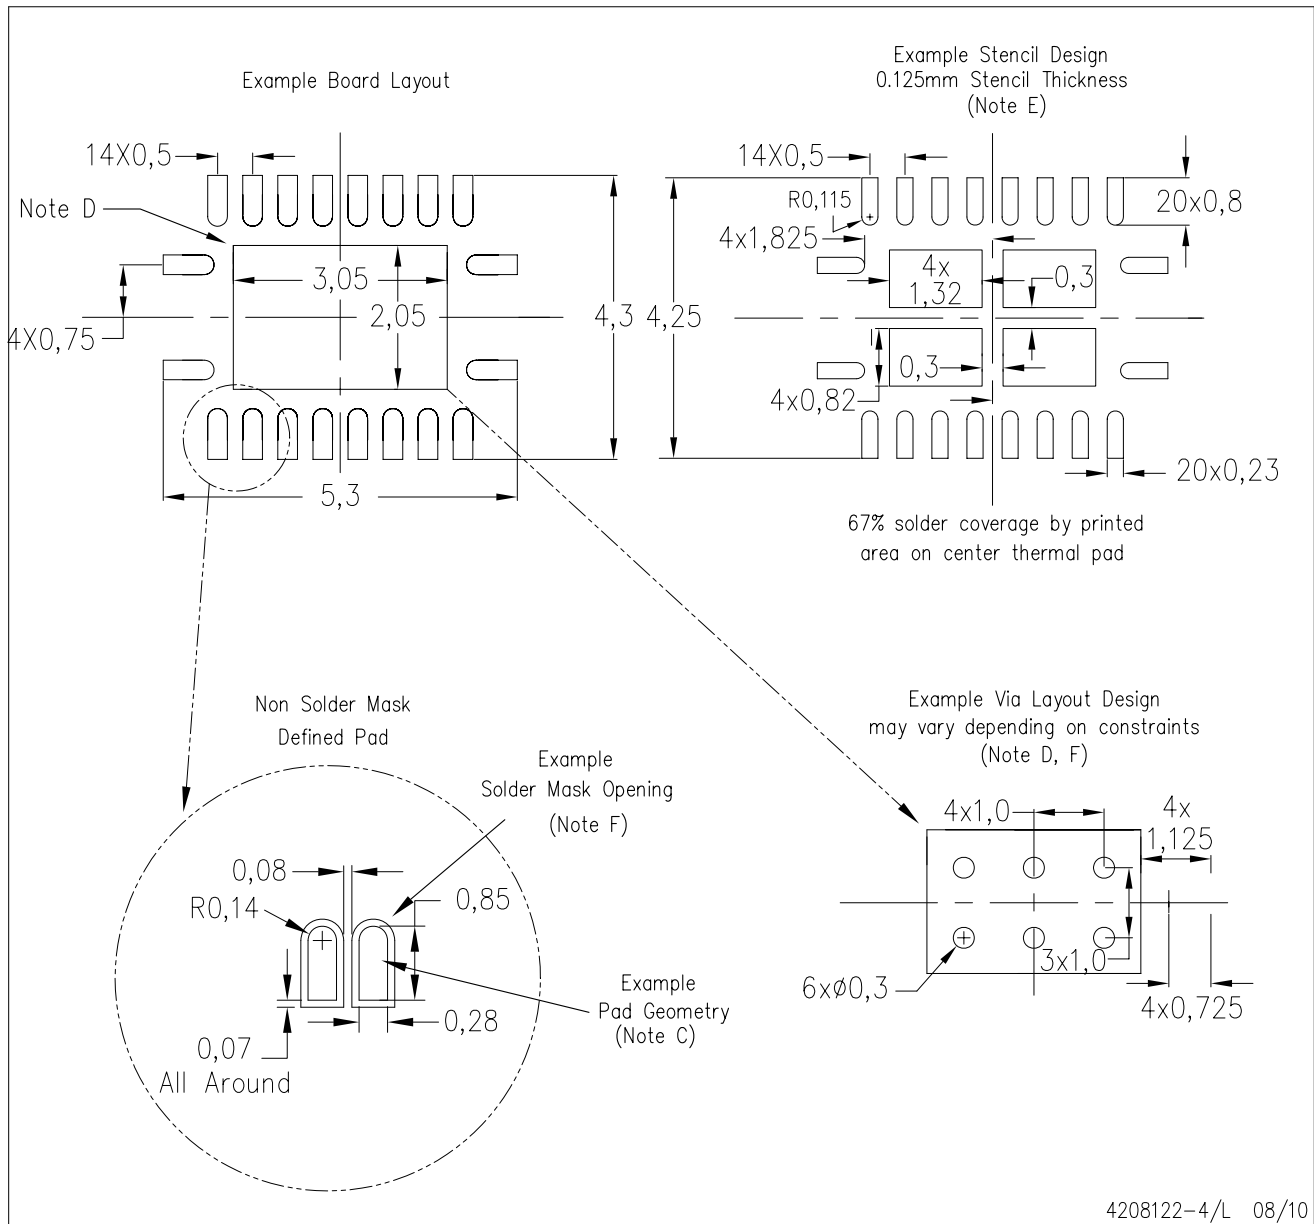 Example Board Layout
14X0,5
Note D
3,05
2,05
4X0,75
4,3
5,3
Example Stencil Design
0.125mm Stencil Thickness
(Note E)
14X0,5
R0,115
20x0,8
4x1,825
4x
1,32
0,3
4,25
0,3
4x0,82
20x0,23
67% solder coverage by printed
area on center thermal pad
Non Solder Mask
Defined Pad
Example
Solder Mask Opening
(Note F)
0,08
R0,14
0,85
Example
Pad Geometry
(Note C)
0,28
0,07
All Around
Example Via Layout Design
may vary depending on constraints
(Note D, F)
4x1,0
4x
1,125
3x1,0
6xø0,3
4x0,725
4208122-4/L 08/10